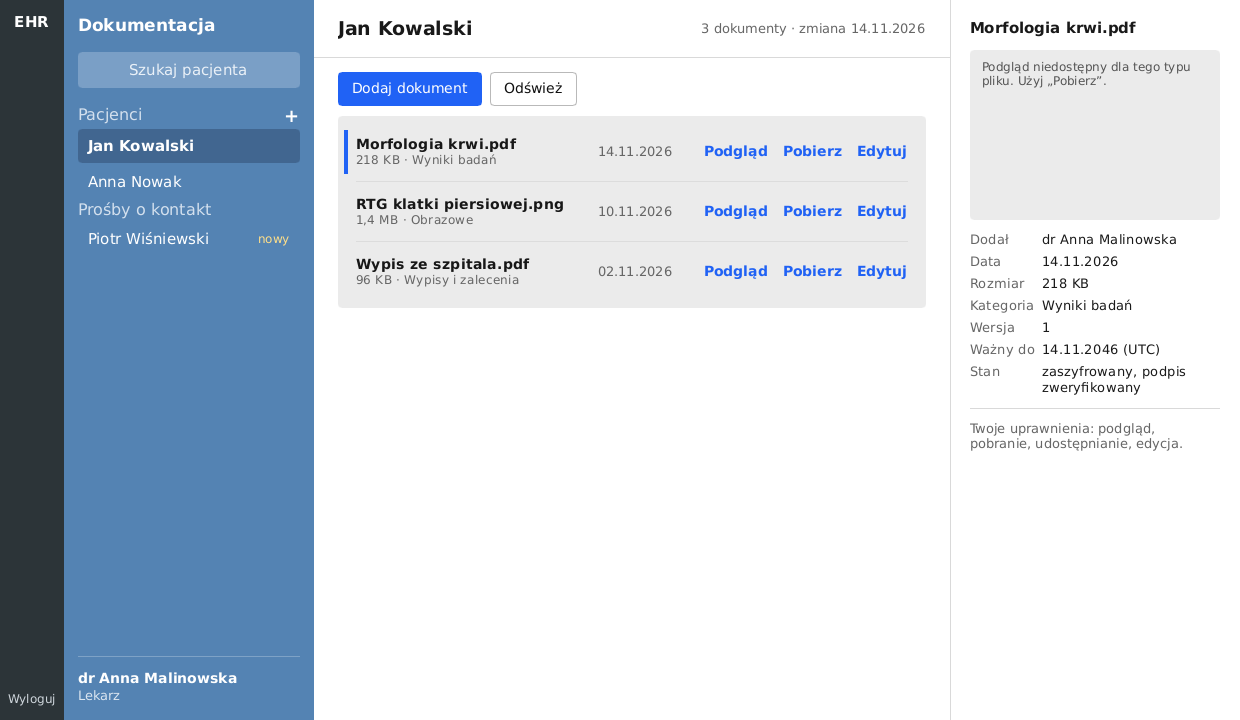 EHR
Wyloguj
Dokumentacja
Szukaj pacjenta
Pacjenci +
Jan Kowalski
Anna Nowak
Prośby o kontakt
Piotr Wiśniewski nowy
dr Anna Malinowska
Lekarz
Jan Kowalski 3 dokumenty · zmiana 14.11.2026
Dodaj dokument Odśwież
Morfologia krwi.pdf 14.11.2026 Podgląd Pobierz Edytuj
218 KB · Wyniki badań
RTG klatki piersiowej.png 10.11.2026 Podgląd Pobierz Edytuj
1,4 MB · Obrazowe
Wypis ze szpitala.pdf 02.11.2026 Podgląd Pobierz Edytuj
96 KB · Wypisy i zalecenia
Morfologia krwi.pdf
Podgląd niedostępny dla tego typu
pliku. Użyj „Pobierz”.
Dodał dr Anna Malinowska
Data 14.11.2026
Rozmiar 218 KB
Kategoria Wyniki badań
Wersja 1
Ważny do 14.11.2046 (UTC)
Stan zaszyfrowany, podpis
zweryfikowany
Twoje uprawnienia: podgląd,
pobranie, udostępnianie, edycja.